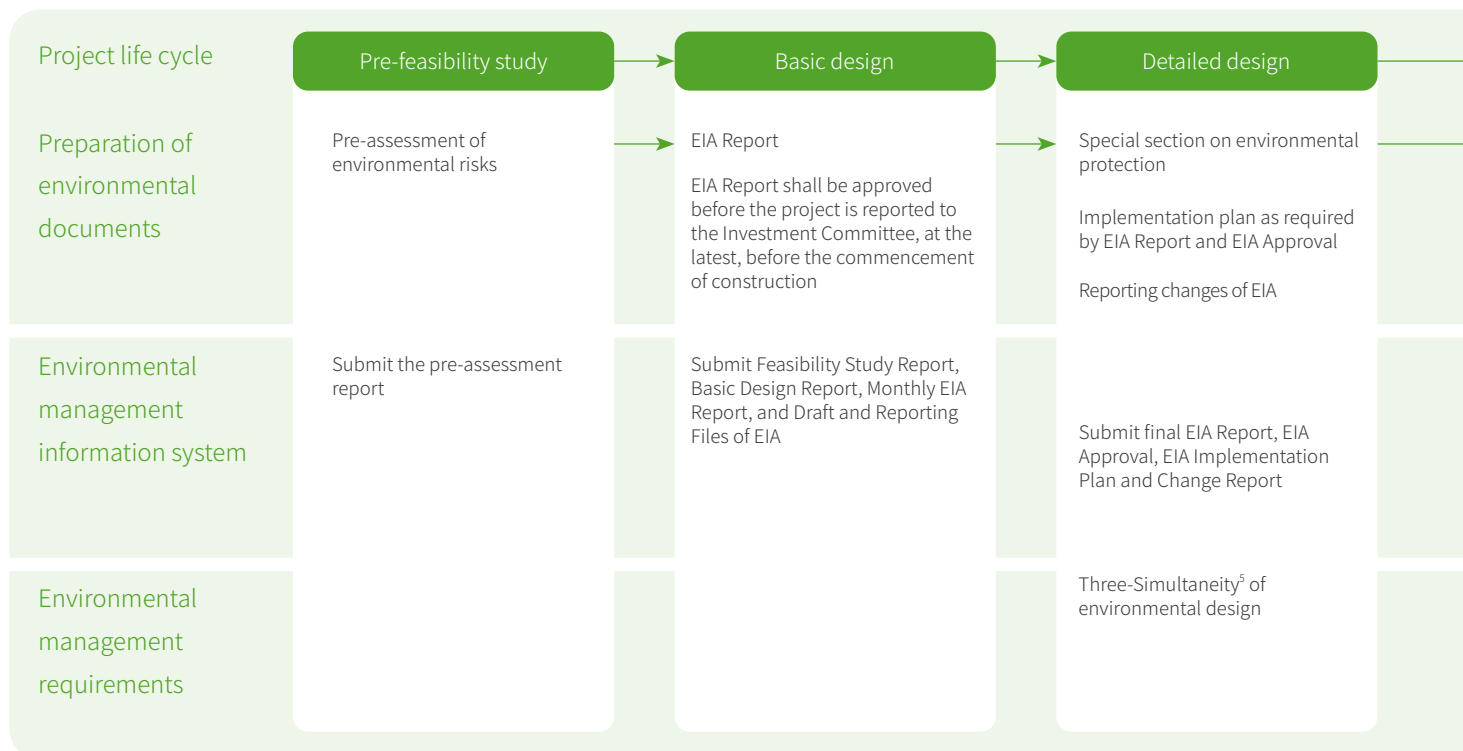 Project life cycle
Pre-feasibility study
Basic design
Detailed design
Preparation of
environmental
documents
Pre-assessment of
environmental risks
EIA Report
EIA Report shall be approved
before the project is reported to
the Investment Committee, at the
latest, before the commencement
of construction
Special section on environmental
protection
Implementation plan as required
by EIA Report and EIA Approval
Reporting changes of EIA
Environmental
management
information system
Submit the pre-assessment
report
Submit Feasibility Study Report,
Basic Design Report, Monthly EIA
Report, and Draft and Reporting
Files of EIA
Submit final EIA Report, EIA
Approval, EIA Implementation
Plan and Change Report
Environmental
management
requirements
Three-Simultaneity⁵ of
environmental design